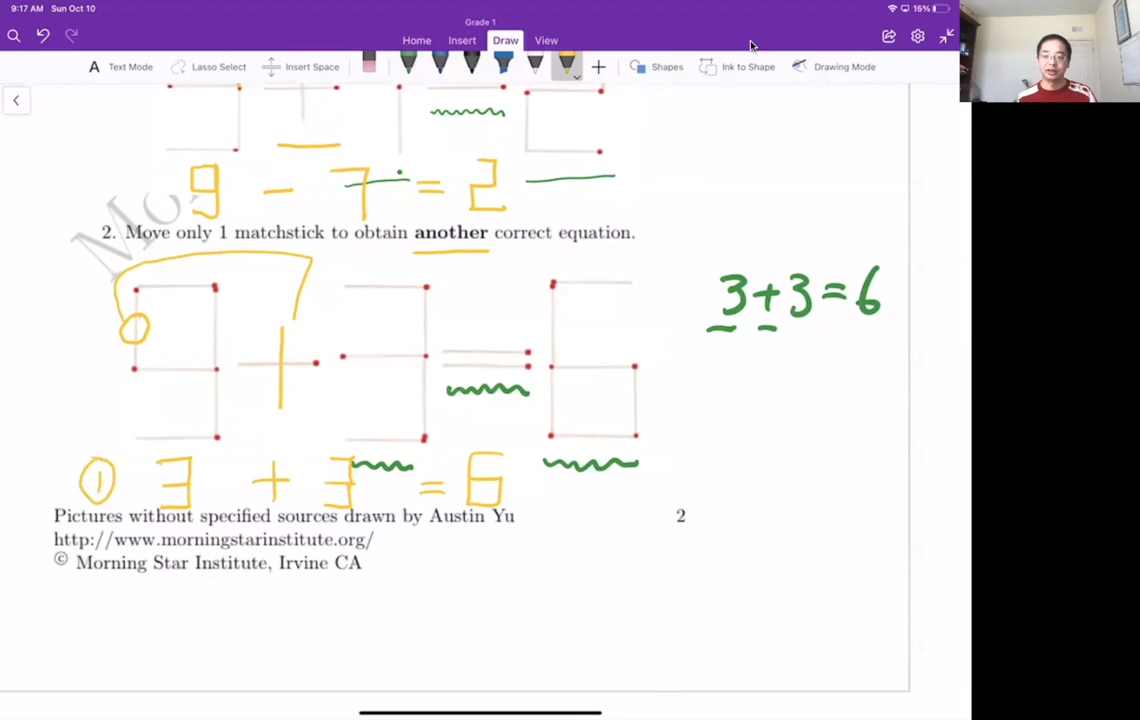 9:17 AM Sun Oct 10
16%
Grade 1
Home Insert Draw View
Text Mode Lasso Select Insert Space Shapes Ink to Shape Drawing Mode
9 - 7 = 2
2. Move only 1 matchstick to obtain another correct equation.
3+3=6
① 3 + 3 = 6
Pictures without specified sources drawn by Austin Yu
2
http://www.morningstarinstitute.org/
© Morning Star Institute, Irvine CA